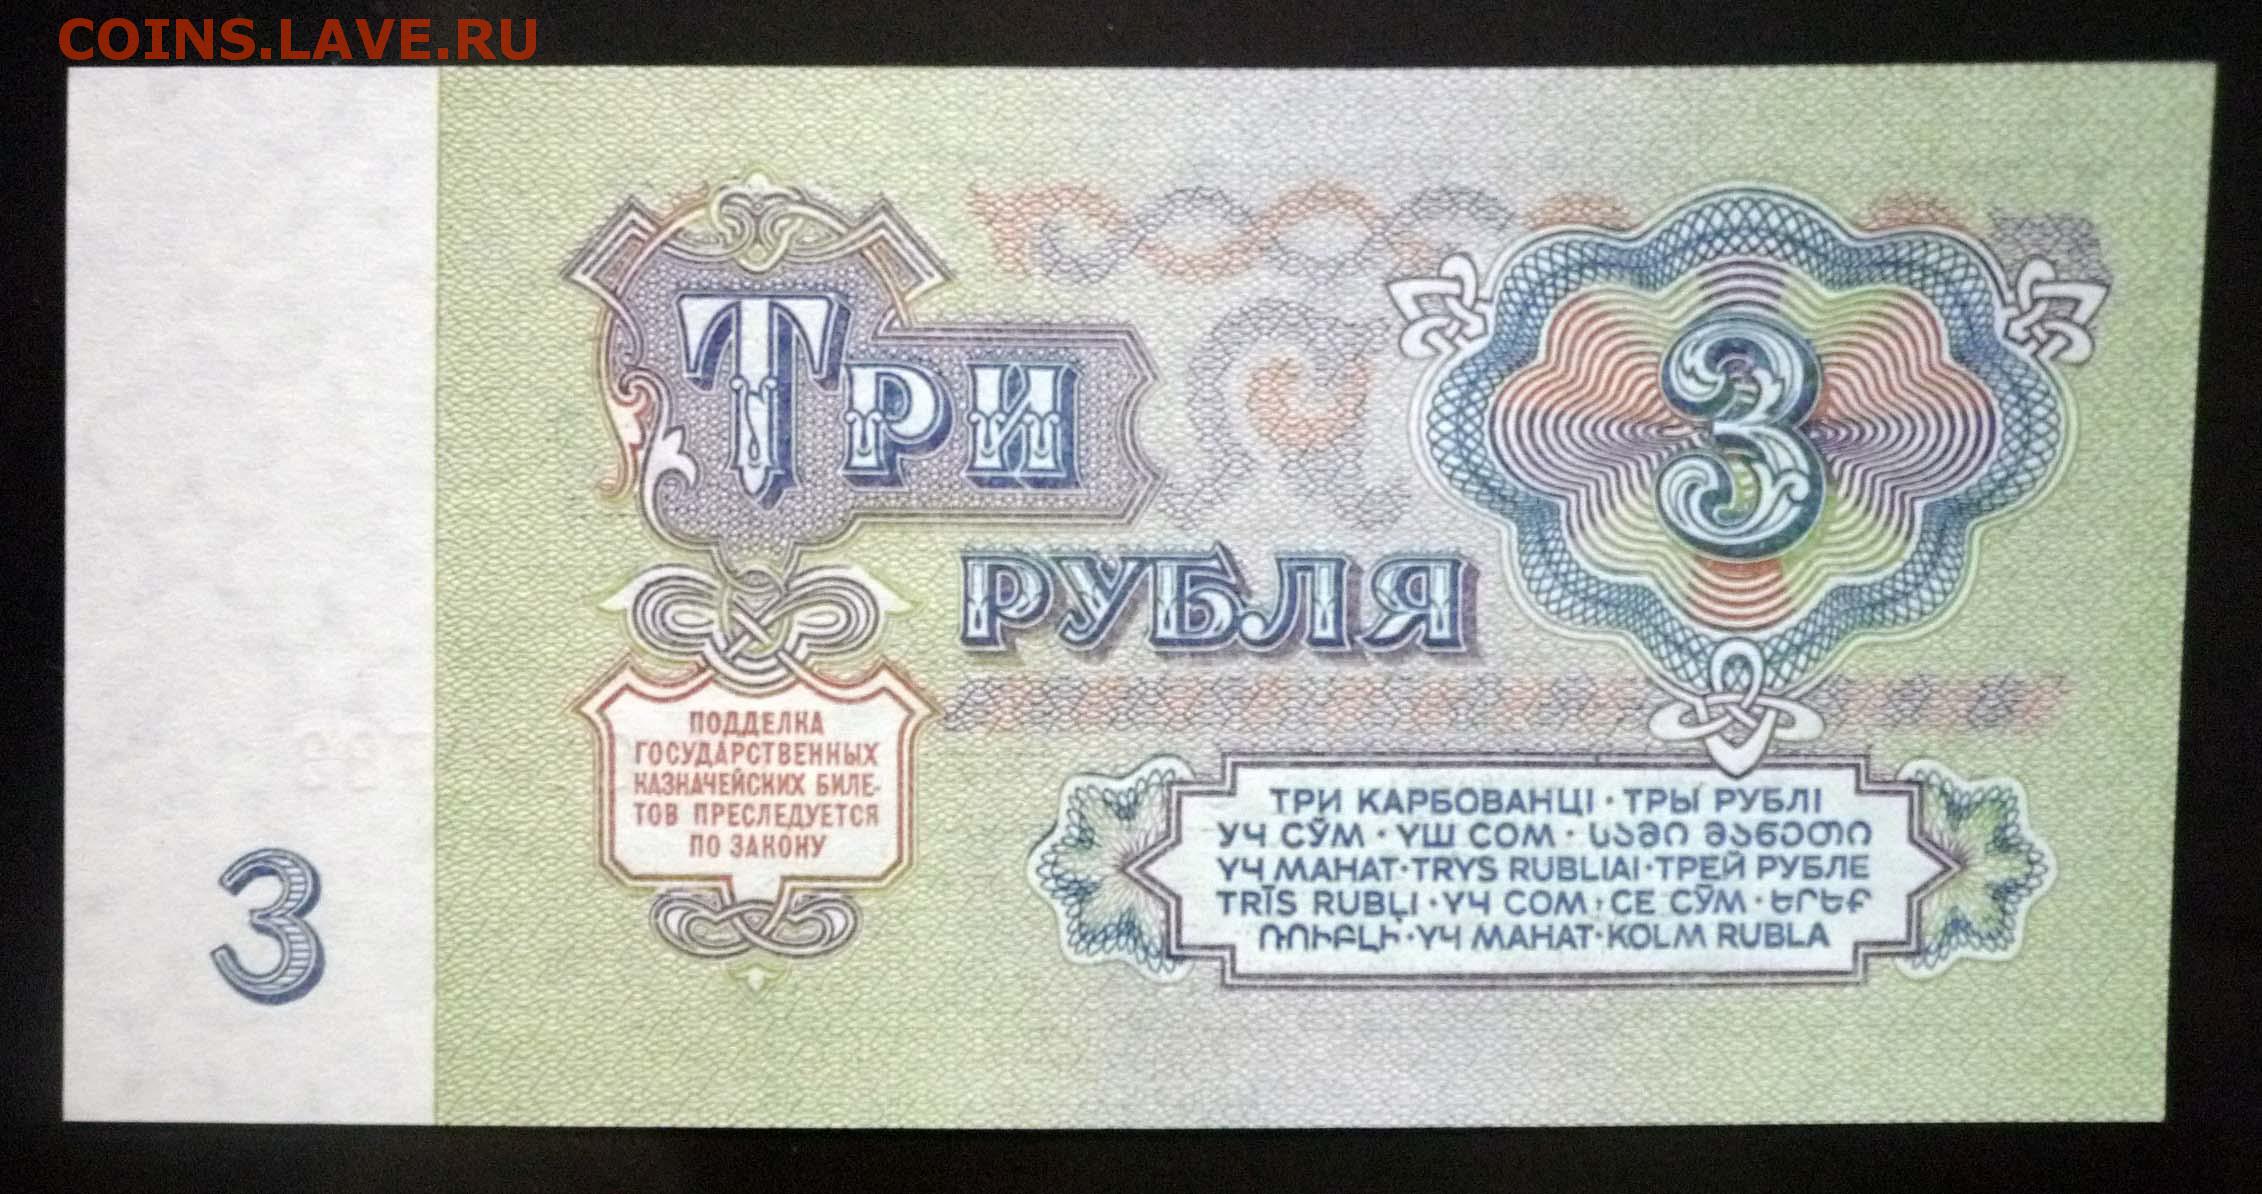 COINS.LAVE.RU
ТРИ
РУБЛЯ
3
ПОДДЕЛКА
ГОСУДАРСТВЕННЫХ
КАЗНАЧЕЙСКИХ БИЛЕ-
ТОВ ПРЕСЛЕДУЕТСЯ
ПО ЗАКОНУ
ТРИ КАРБОВАНЦІ · ТРЫ РУБЛІ
УЧ СЎМ · ҮШ СОМ · ᲡᲐᲛᲘ ᲛᲐᲜᲔᲗᲘ
ҮЧ МАНАТ · TRYS RUBLIAI · ТРЕЙ РУБЛЕ
TRĪS RUBĻI · ҮЧ СОМ · СЕ СӮМ · ԵՐԵՔ
ՌՈՒԲԼԻ · ҮЧ МАНАТ · KOLM RUBLA
3